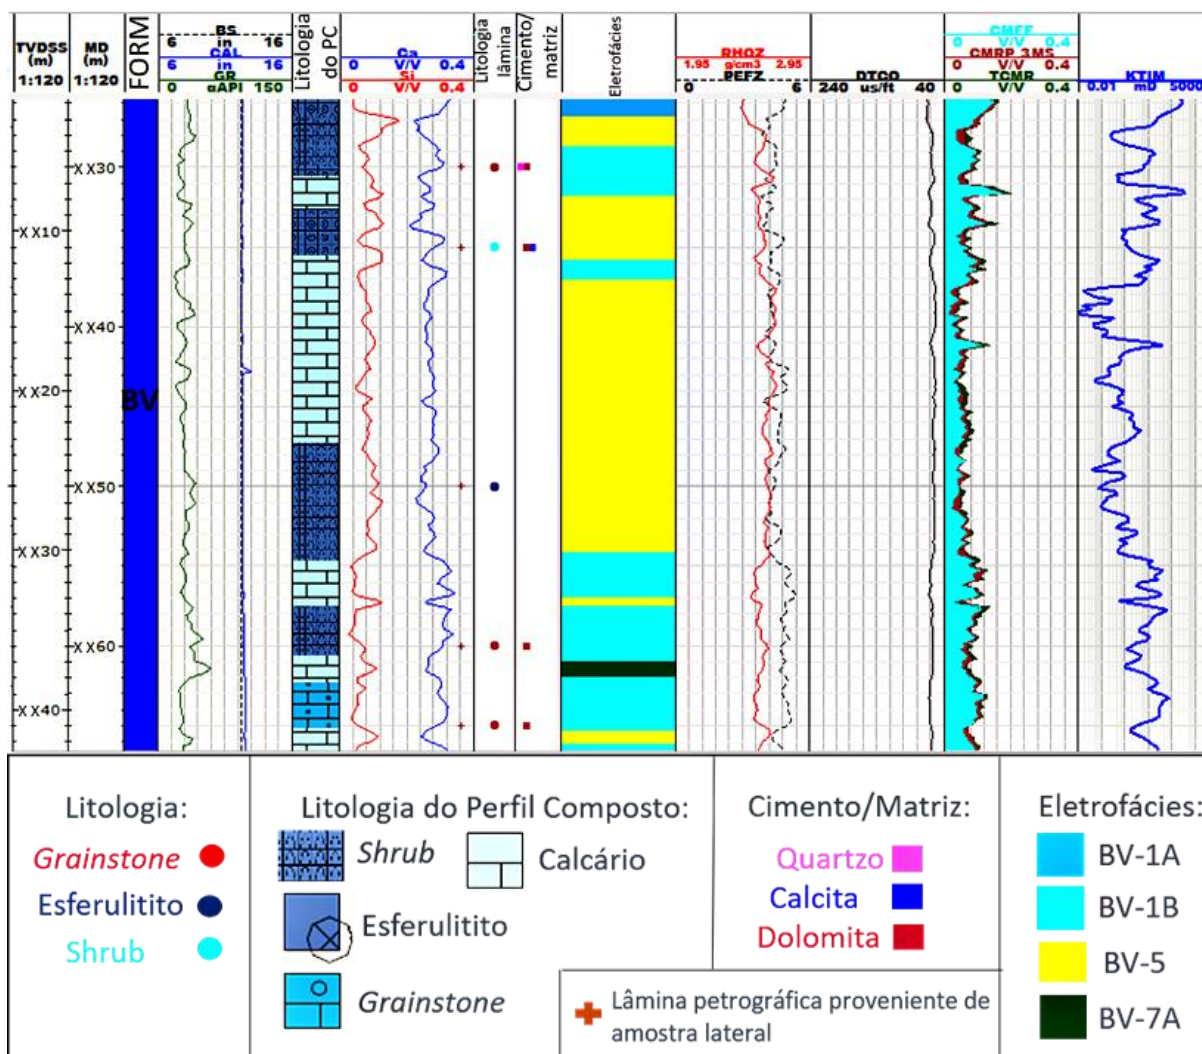 TVDSS
(m)
1:120
MD
(m)
1:120
FORM
BS
6 in 16
CAL
6 in 16
GR
0 gAPI 150
Litologia do PC
Ca
0 V/V 0.4
Si
0 V/V 0.4
Litologia
lâmina
Cimento/
matriz
Eletrofácies
RHOZ
1.95 g/cm3 2.95
PEFZ
0 6
DTCO
240 us/ft 40
CMFF
0 V/V 0.4
CMRP_3MS
0 V/V 0.4
TCMR
0 V/V 0.4
KTIM
0.01 mD 5000
XX30
XX10
XX40
XX20
BV
XX50
XX30
XX60
XX40
Litologia:
Grainstone
Esferulitito
Shrub
Litologia do Perfil Composto:
Shrub
Calcário
Esferulitito
Grainstone
Cimento/Matriz:
Quartzo
Calcita
Dolomita
Lâmina petrográfica proveniente de
amostra lateral
Eletrofácies:
BV-1A
BV-1B
BV-5
BV-7A